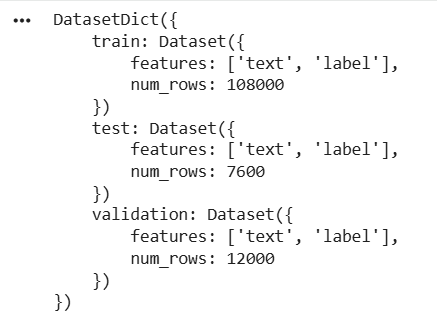 ••• DatasetDict({
    train: Dataset({
        features: ['text', 'label'],
        num_rows: 108000
    })
    test: Dataset({
        features: ['text', 'label'],
        num_rows: 7600
    })
    validation: Dataset({
        features: ['text', 'label'],
        num_rows: 12000
    })
})